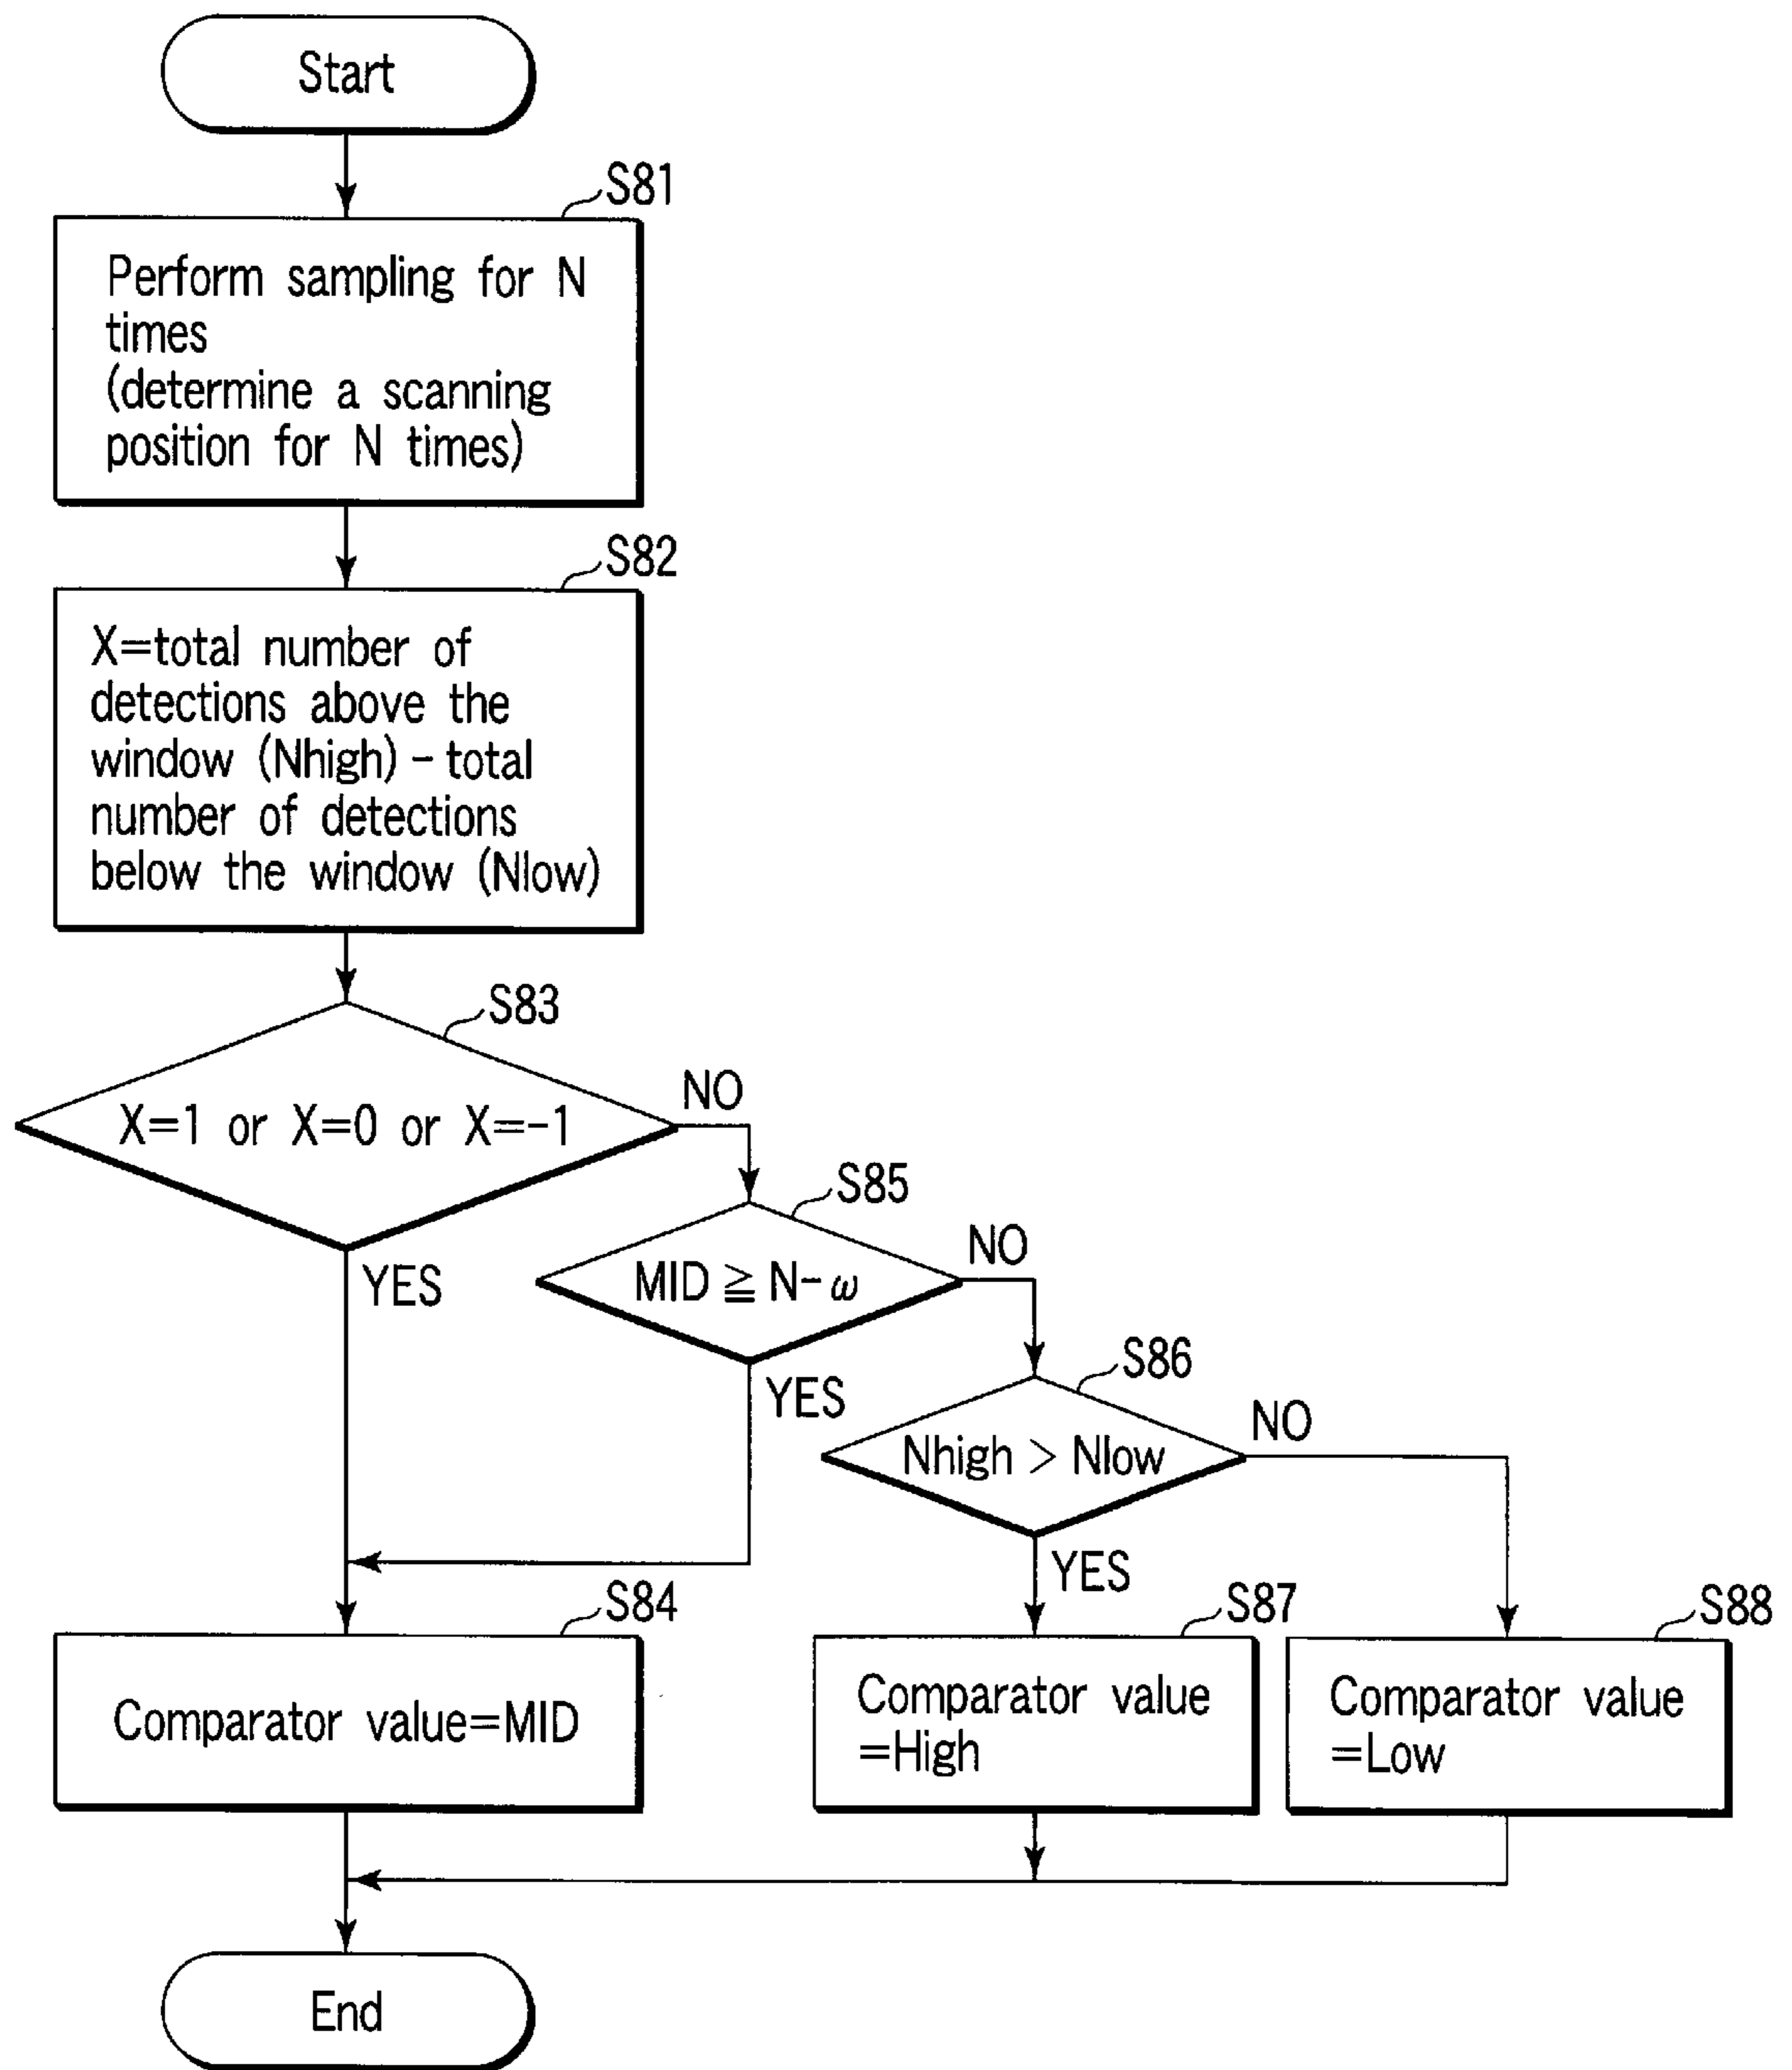 Start
S81
Perform sampling for N
times
(determine a scanning
position for N times)
S82
X=total number of
detections above the
window (Nhigh) - total
number of detections
below the window (Nlow)
S83
X=1 or X=0 or X=-1
NO
YES
S85
MID ≧ N-ω
NO
YES
S86
Nhigh > Nlow
NO
YES
S84
Comparator value=MID
S87
Comparator value
=High
S88
Comparator value
=Low
End